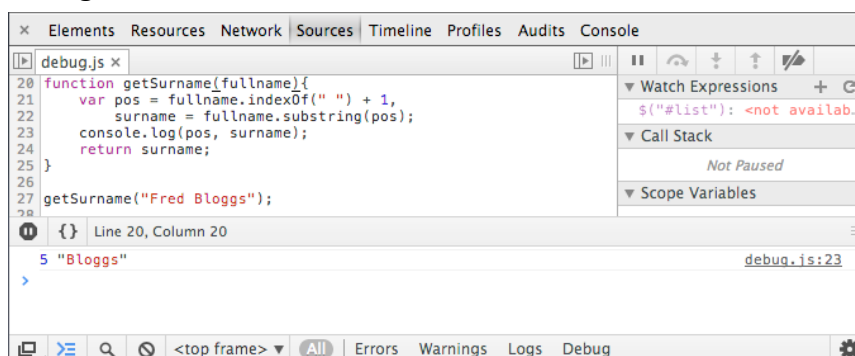 × Elements Resources Network Sources Timeline Profiles Audits Console
debug.js ×
20 function getSurname(fullname){
21 var pos = fullname.indexOf(" ") + 1,
22 surname = fullname.substring(pos);
23 console.log(pos, surname);
24 return surname;
25 }
26
27 getSurname("Fred Bloggs");
28
Watch Expressions + C
$("#list"): <not availab…
Call Stack
Not Paused
Scope Variables
{} Line 20, Column 20
5 "Bloggs" debug.js:23
>
<top frame> ▼ All | Errors Warnings Logs Debug